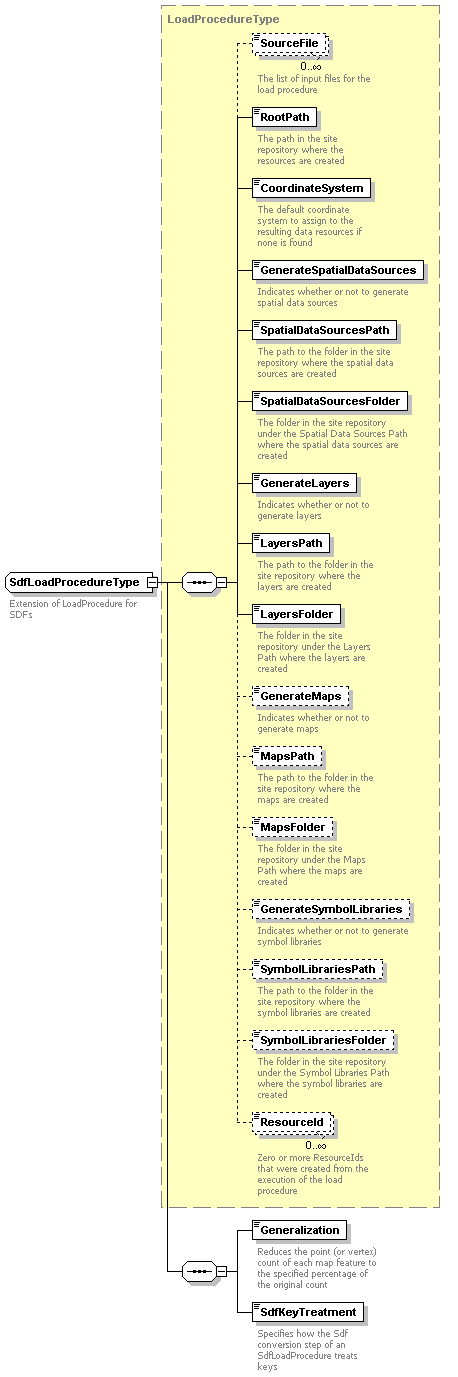 LoadProcedureType
SourceFile
0..∞
The list of input files for the
load procedure
RootPath
The path in the site
repository where the
resources are created
CoordinateSystem
The default coordinate
system to assign to the
resulting data resources if
none is found
GenerateSpatialDataSources
Indicates whether or not to generate
spatial data sources
SpatialDataSourcesPath
The path to the folder in the site
repository where the spatial data
sources are created
SpatialDataSourcesFolder
The folder in the site repository
under the Spatial Data Sources Path
where the spatial data sources are
created
GenerateLayers
Indicates whether or not to
generate layers
LayersPath
The path to the folder in the
site repository where the
layers are created
SdfLoadProcedureType
Extension of LoadProcedure for
SDFs
LayersFolder
The folder in the site
repository under the Layers
Path where the layers are
created
GenerateMaps
Indicates whether or not to
generate maps
MapsPath
The path to the folder in the
site repository where the
maps are created
MapsFolder
The folder in the site
repository under the Maps
Path where the maps are
created
GenerateSymbolLibraries
Indicates whether or not to generate
symbol libraries
SymbolLibrariesPath
The path to the folder in the
site repository where the
symbol libraries are created
SymbolLibrariesFolder
The folder in the site repository
under the Symbol Libraries Path
where the symbol libraries are
created
ResourceId
0..∞
Zero or more ResourceIds
that were created from the
execution of the load
procedure
Generalization
Reduces the point (or vertex)
count of each map feature to
the specified percentage of
the original count
SdfKeyTreatment
Specifies how the Sdf
conversion step of an
SdfLoadProcedure treats
keys